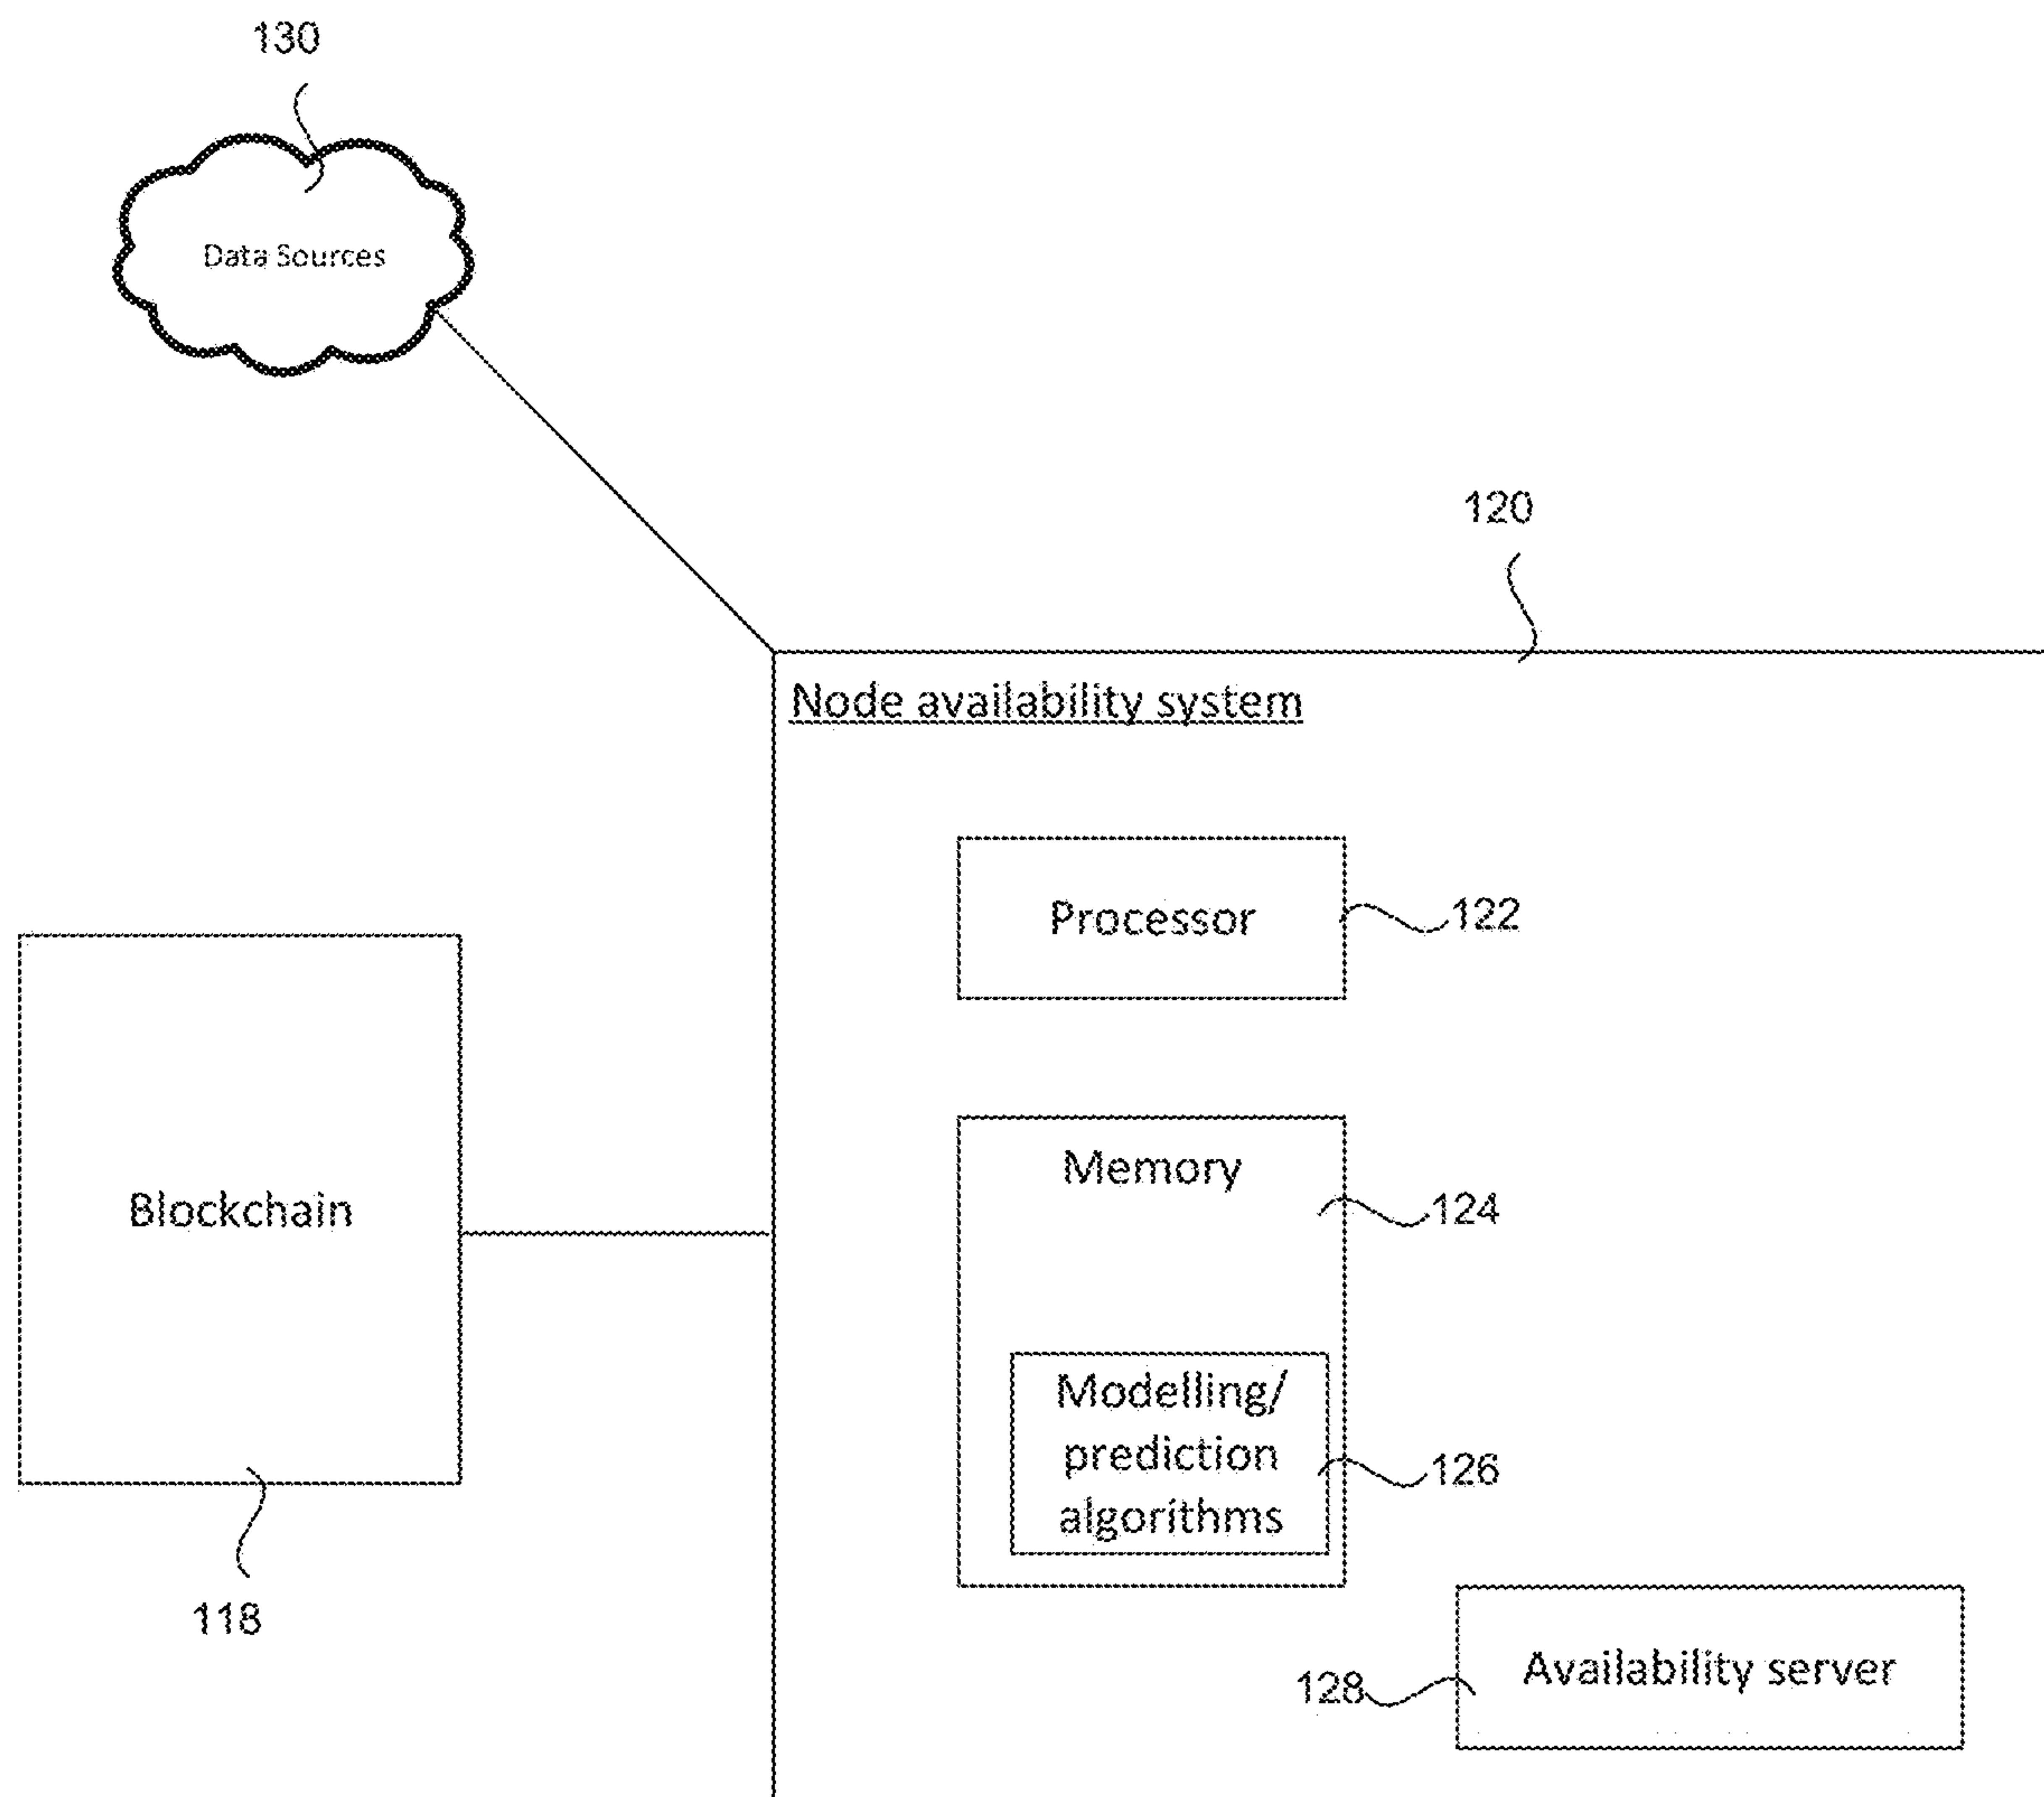 130
Data Sources
120
Node availability system
Processor
122
Blockchain
Memory
124
Modelling/
prediction
algorithms
126
118
Availability server
128